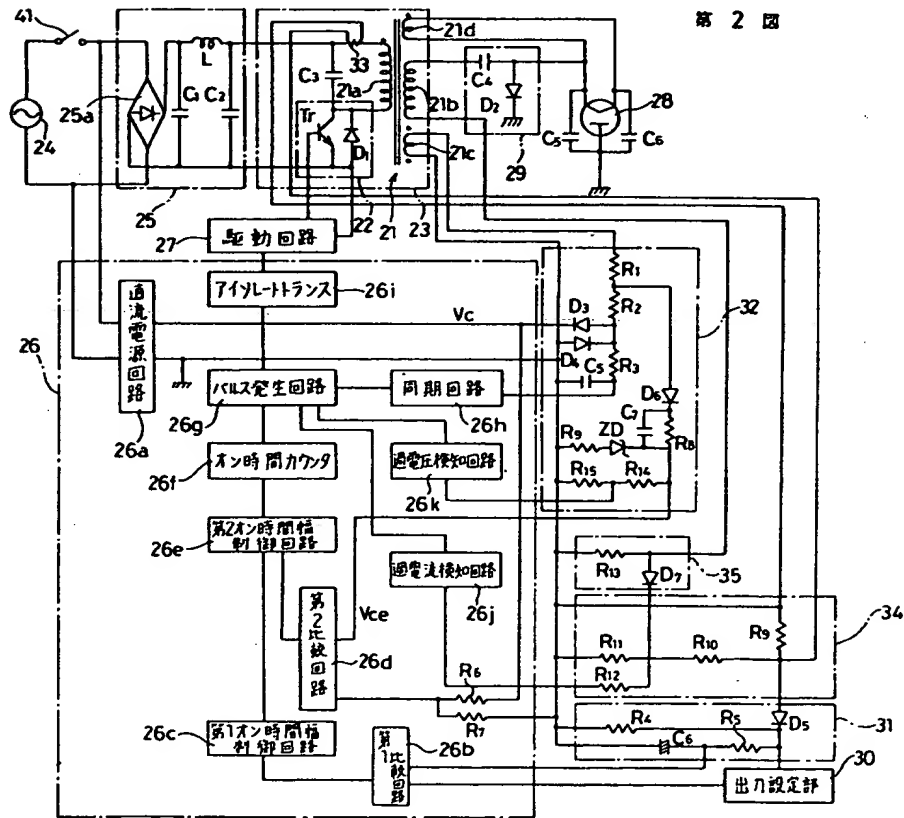 第2図
41
24
25a
L
C1
C2
25
33
C3
21a
Tr
D1
22
21
23
21d
21b
21c
C4
D2
29
C5
28
C6
27
駆動回路
アイソレートトランス
26i
26
直流電源回路
26a
Vc
パルス発生回路
26g
同期回路
26h
オン時間カウンタ
26f
過電圧検知回路
26k
第2オン時間幅
制御回路
26e
過電流検知回路
26j
第2比較回路
26d
Vce
R6
R7
第1オン時間幅
制御回路
26c
第1比較回路
26b
R1
R2
D3
D4
R3
C5
32
D6
C7
R8
R9
ZD
R15
R14
R13
D7
35
R9
34
R11
R10
R12
D5
R4
R5
C6
31
出力設定部
30